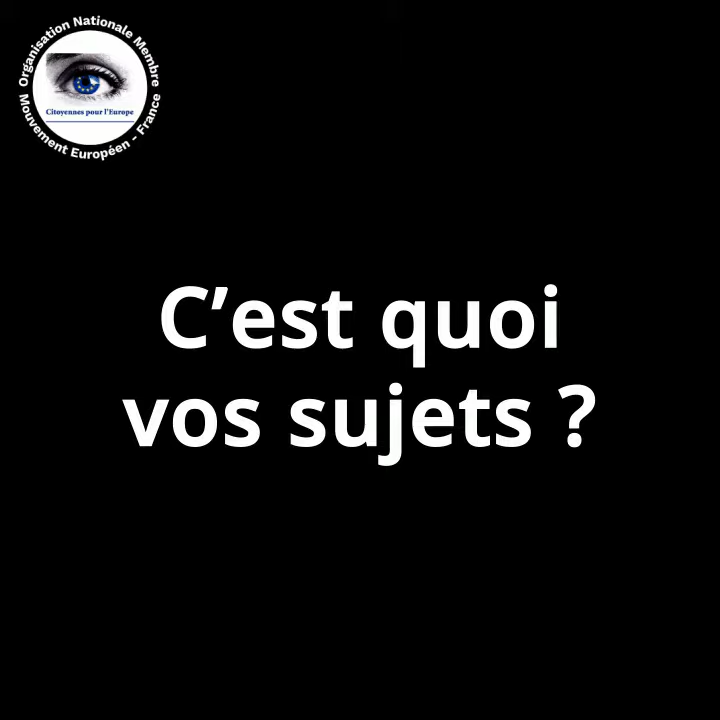 Organisation Nationale Membre
Citoyennes pour l'Europe
Mouvement Européen - France
C’est quoi
vos sujets ?